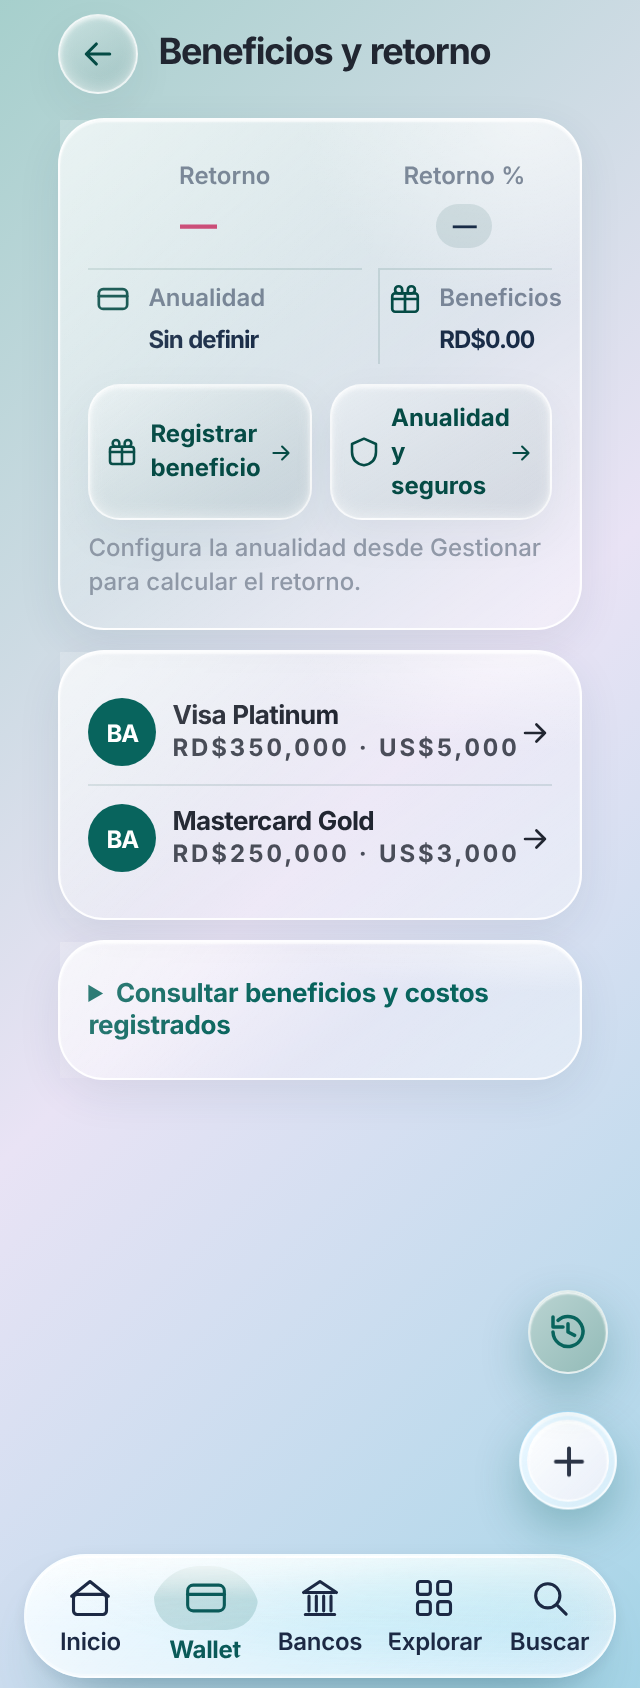 Beneficios y retorno
Retorno
Retorno %
—
—
Anualidad
Sin definir
Beneficios
RD$0.00
Registrar
beneficio
Anualidad
y
seguros
Configura la anualidad desde Gestionar
para calcular el retorno.
BA
Visa Platinum
RD$350,000 · US$5,000
BA
Mastercard Gold
RD$250,000 · US$3,000
Consultar beneficios y costos
registrados
Inicio
Wallet
Bancos
Explorar
Buscar